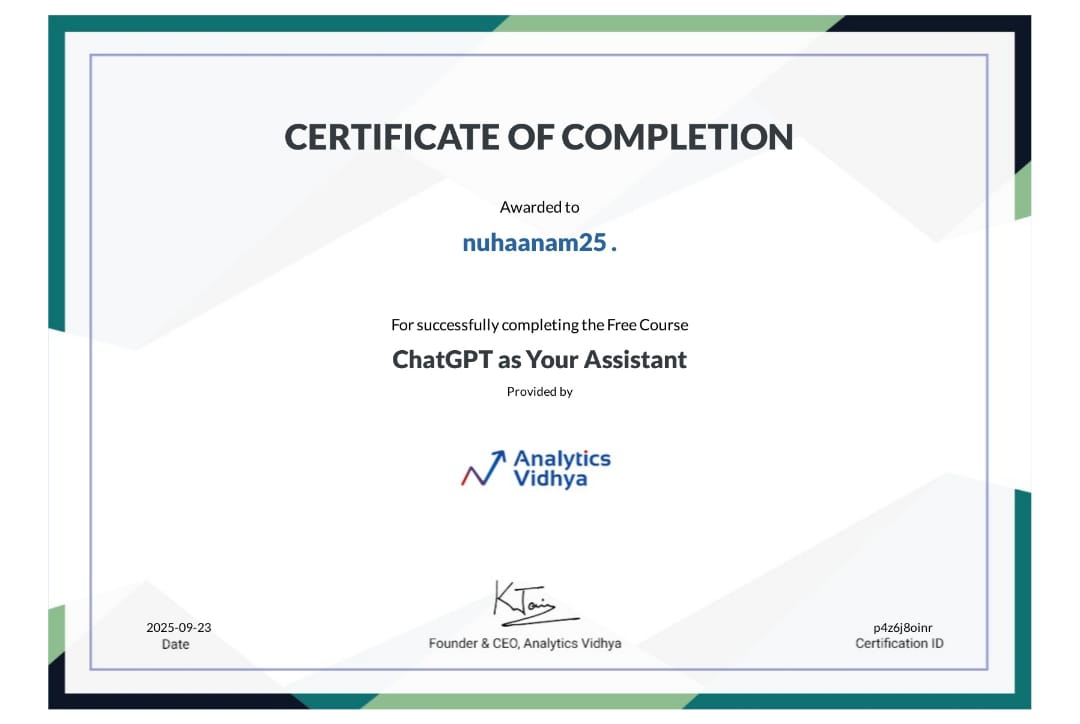 CERTIFICATE OF COMPLETION
Awarded to
nuhaanam25 .
For successfully completing the Free Course
ChatGPT as Your Assistant
Provided by
Analytics
Vidhya
KJain
2025-09-23
Date
Founder & CEO, Analytics Vidhya
p4z6j8oinr
Certification ID